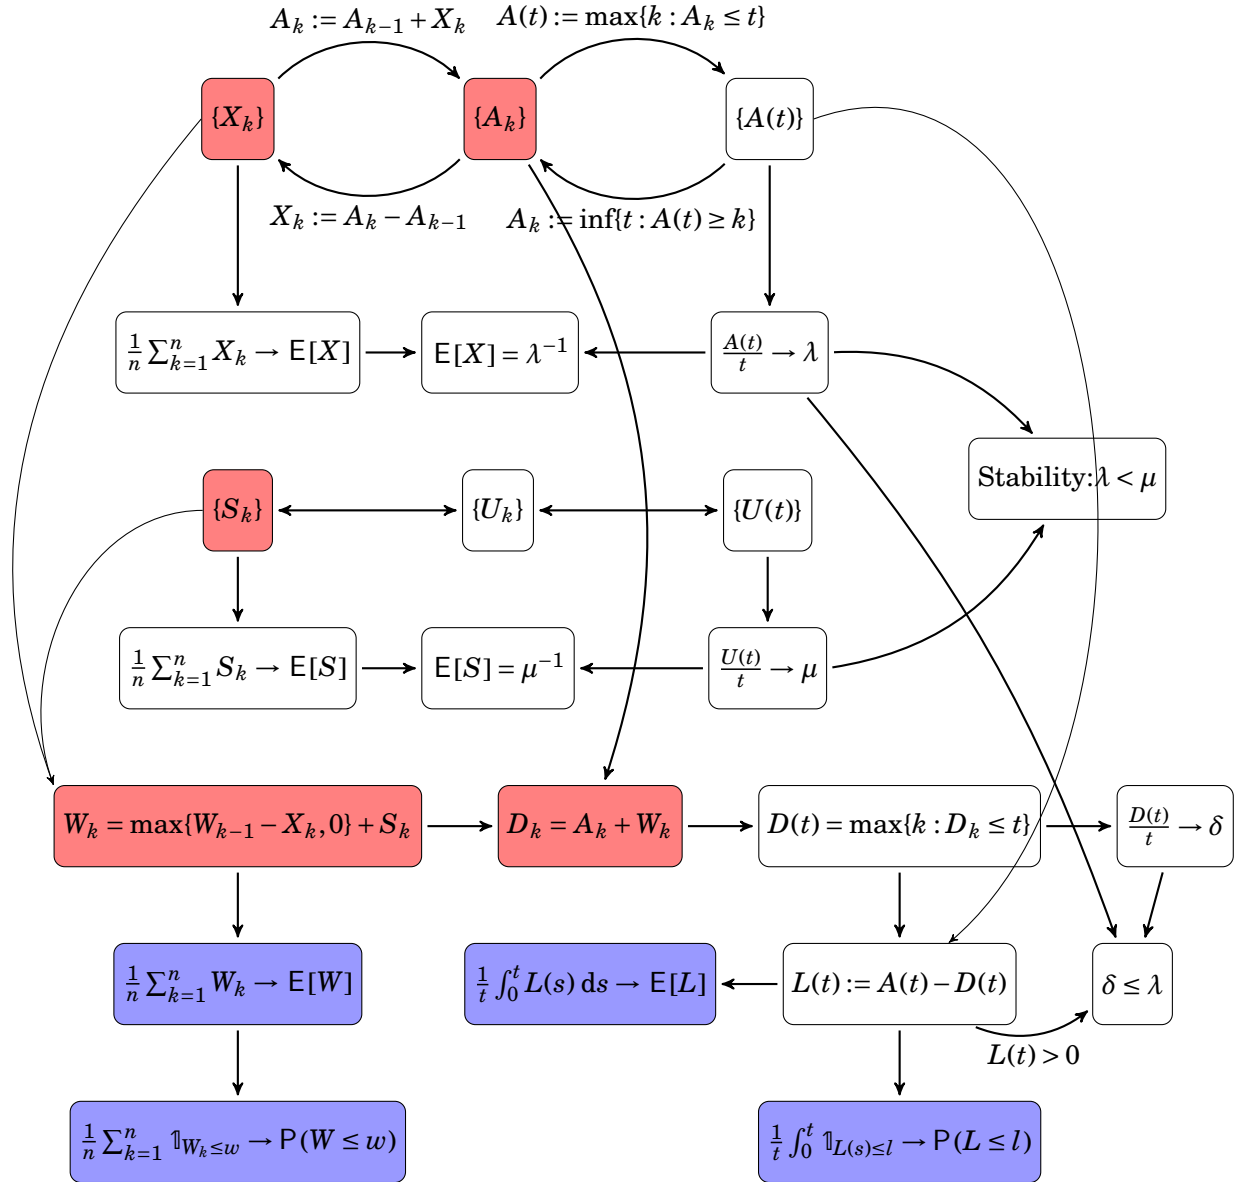 A_k := A_{k-1} + X_k
A(t) := max{k : A_k ≤ t}
{X_k}
{A_k}
{A(t)}
X_k := A_k − A_{k-1}
A_k := inf{t : A(t) ≥ k}
1/n ∑_{k=1}^n X_k → E[X]
E[X] = λ^{-1}
A(t)/t → λ
Stability: λ < μ
{S_k}
{U_k}
{U(t)}
1/n ∑_{k=1}^n S_k → E[S]
E[S] = μ^{-1}
U(t)/t → μ
W_k = max{W_{k-1} − X_k, 0} + S_k
D_k = A_k + W_k
D(t) = max{k : D_k ≤ t}
D(t)/t → δ
1/n ∑_{k=1}^n W_k → E[W]
1/t ∫_0^t L(s) ds → E[L]
L(t) := A(t) − D(t)
δ ≤ λ
L(t) > 0
1/n ∑_{k=1}^n 𝟙_{W_k ≤ w} → P(W ≤ w)
1/t ∫_0^t 𝟙_{L(s) ≤ l} → P(L ≤ l)